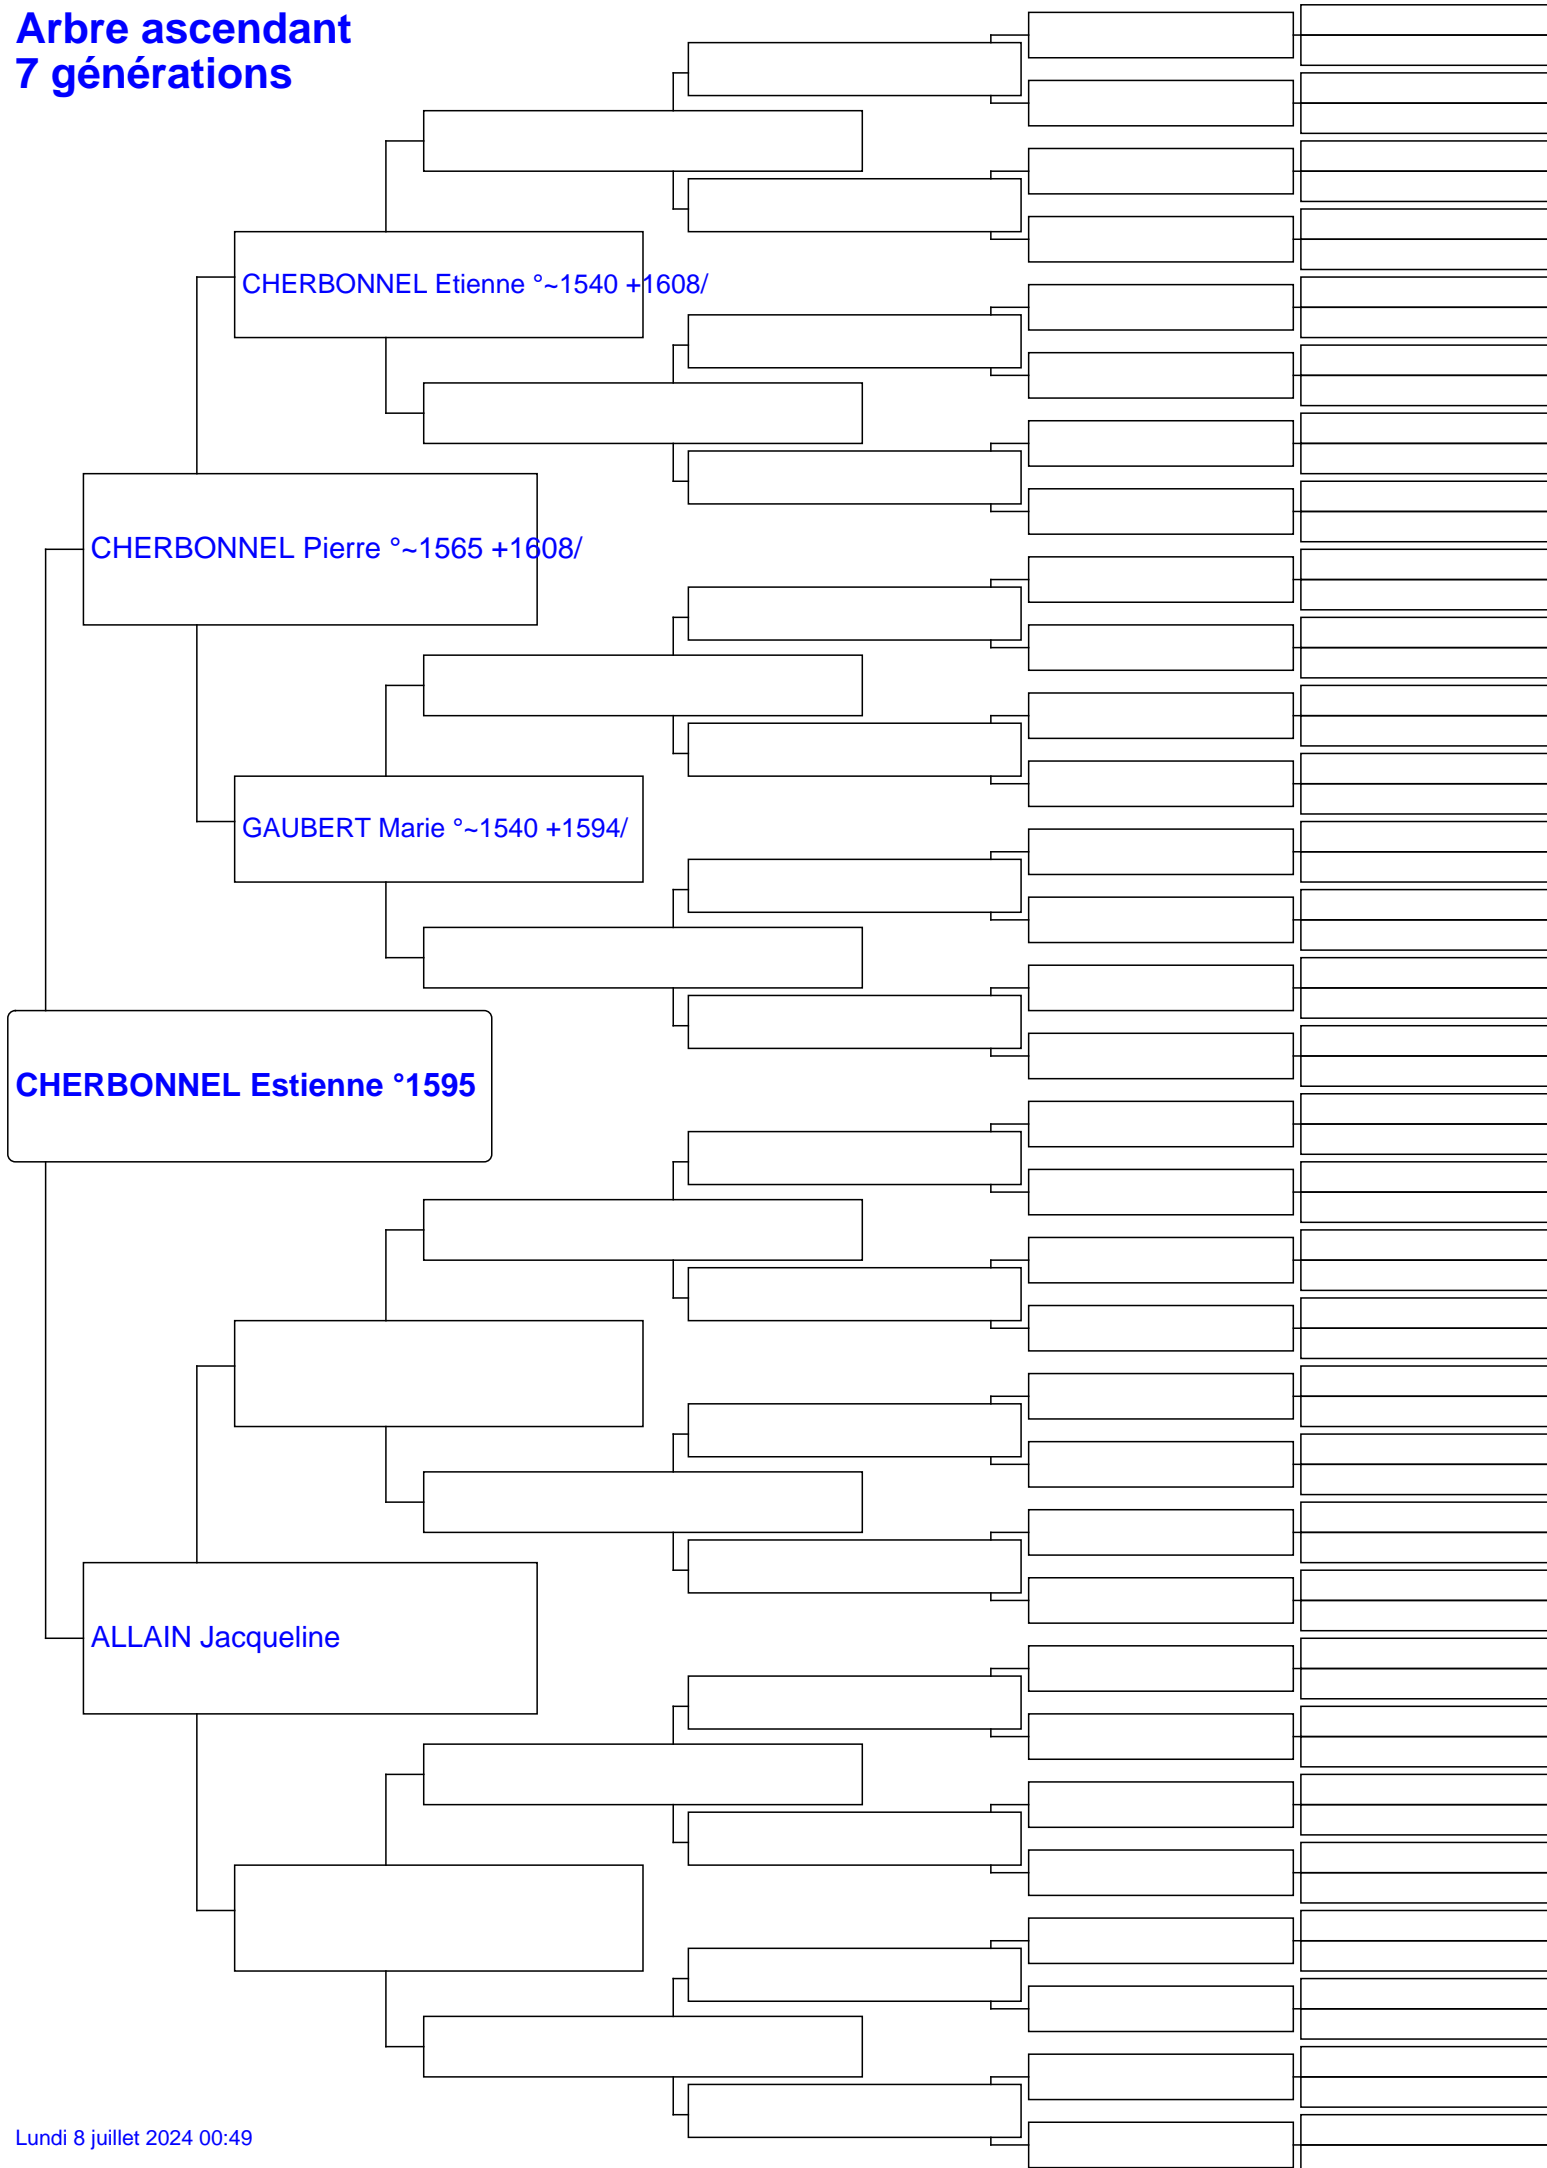 Arbre ascendant
7 générations
CHERBONNEL Etienne °~1540 +1608/
CHERBONNEL Pierre °~1565 +1608/
GAUBERT Marie °~1540 +1594/
CHERBONNEL Estienne °1595
ALLAIN Jacqueline
Lundi 8 juillet 2024 00:49